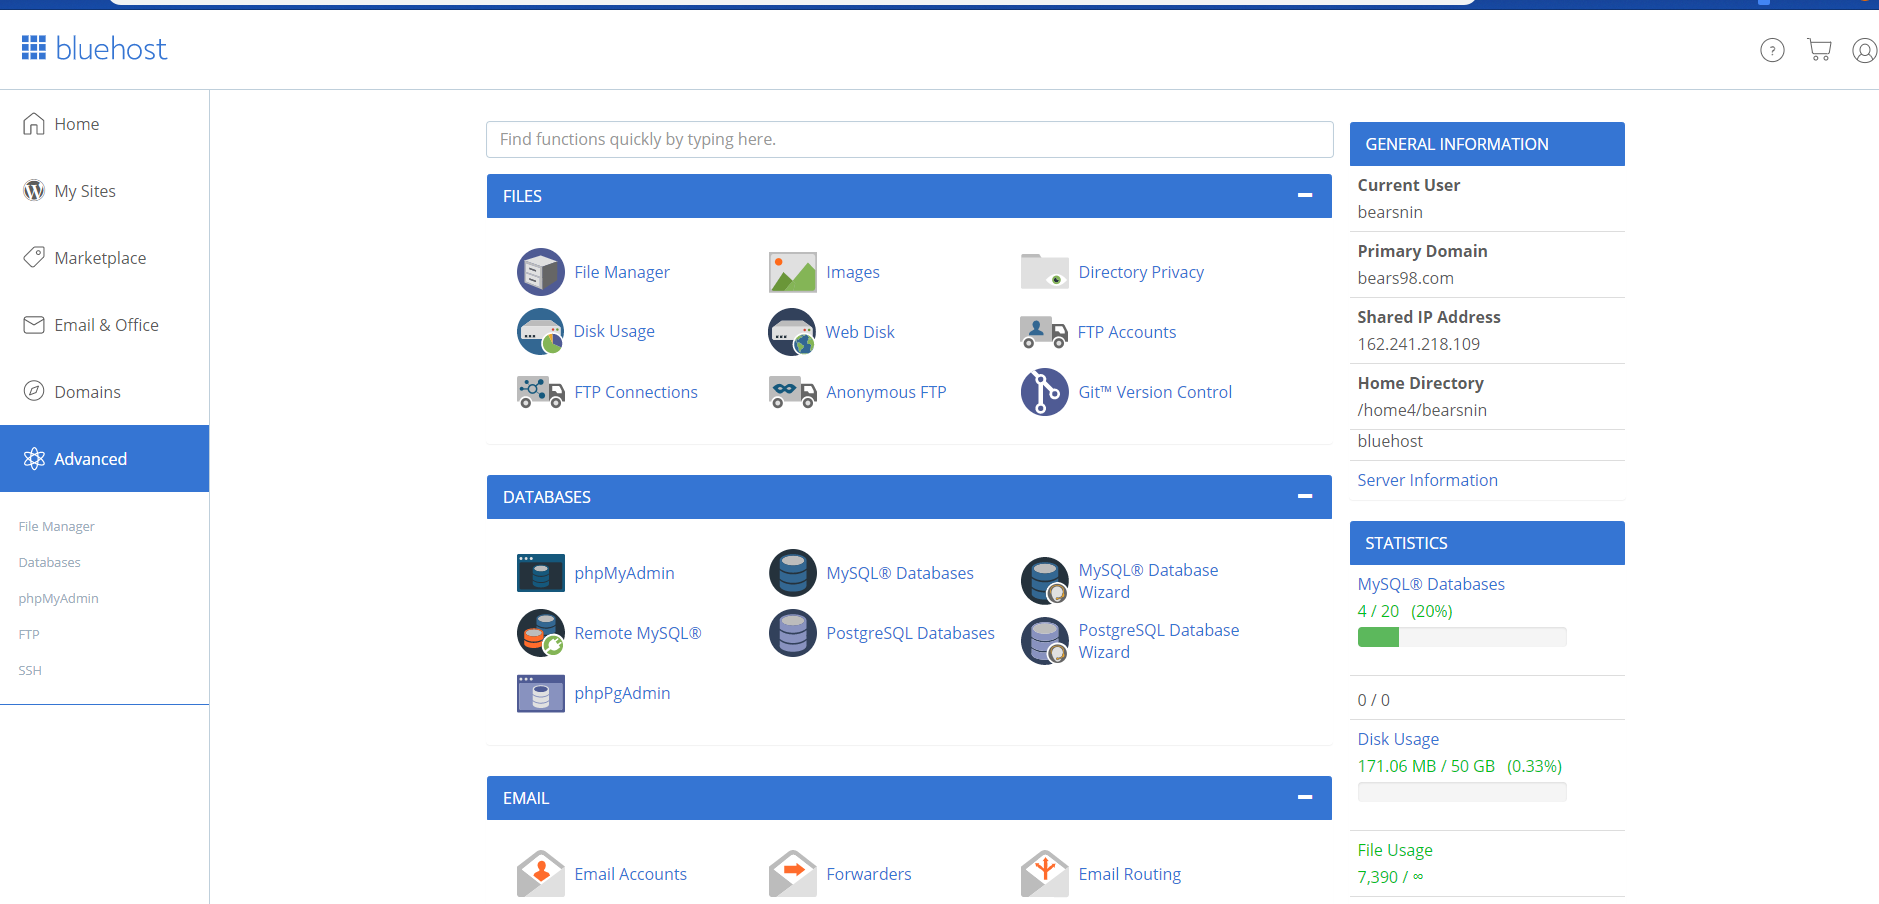 bluehost
Home
My Sites
Marketplace
Email & Office
Domains
Advanced
File Manager
Databases
phpMyAdmin
FTP
SSH
Find functions quickly by typing here.
FILES
File Manager
Images
Directory Privacy
Disk Usage
Web Disk
FTP Accounts
FTP Connections
Anonymous FTP
Git™ Version Control
DATABASES
phpMyAdmin
MySQL® Databases
MySQL® Database
Wizard
Remote MySQL®
PostgreSQL Databases
PostgreSQL Database
Wizard
phpPgAdmin
EMAIL
Email Accounts
Forwarders
Email Routing
GENERAL INFORMATION
Current User
bearsnin
Primary Domain
bears98.com
Shared IP Address
162.241.218.109
Home Directory
/home4/bearsnin
bluehost
Server Information
STATISTICS
MySQL® Databases
4 / 20 (20%)
0 / 0
Disk Usage
171.06 MB / 50 GB (0.33%)
File Usage
7,390 / ∞